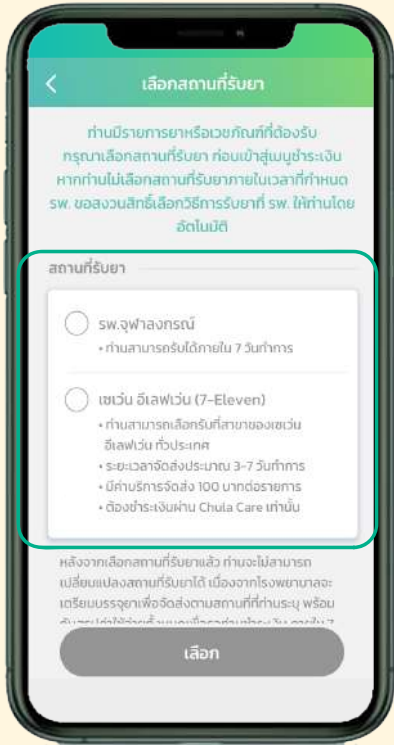 เลือกสถานที่รับยา
ท่านมีรายการยาหรือเวชภัณฑ์ที่ต้องรับ
กรุณาเลือกสถานที่รับยา ก่อนเข้าสู่เมนูชำระเงิน
หากท่านไม่เลือกสถานที่รับยาภายในเวลาที่กำหนด
รพ. ขอสงวนสิทธิ์เลือกวิธีการรับยาที่ รพ. ให้ท่านโดย
อัตโนมัติ
สถานที่รับยา
รพ.จุฬาลงกรณ์
• ท่านสามารถรับได้ภายใน 7 วันทำการ
เซเว่น อีเลฟเว่น (7-Eleven)
• ท่านสามารถเลือกรับที่สาขาของเซเว่น
อีเลฟเว่น ทั่วประเทศ
• ระยะเวลาจัดส่งประมาณ 3-7 วันทำการ
• มีค่าบริการจัดส่ง 100 บาทต่อรายการ
• ต้องชำระเงินผ่าน Chula Care เท่านั้น
หลังจากเลือกสถานที่รับยาแล้ว ท่านจะไม่สามารถ
เปลี่ยนแปลงสถานที่รับยาได้ เนื่องจากโรงพยาบาลจะ
เตรียมบรรจุยาเพื่อจัดส่งตามสถานที่ที่ท่านระบุ พร้อม
เลือก